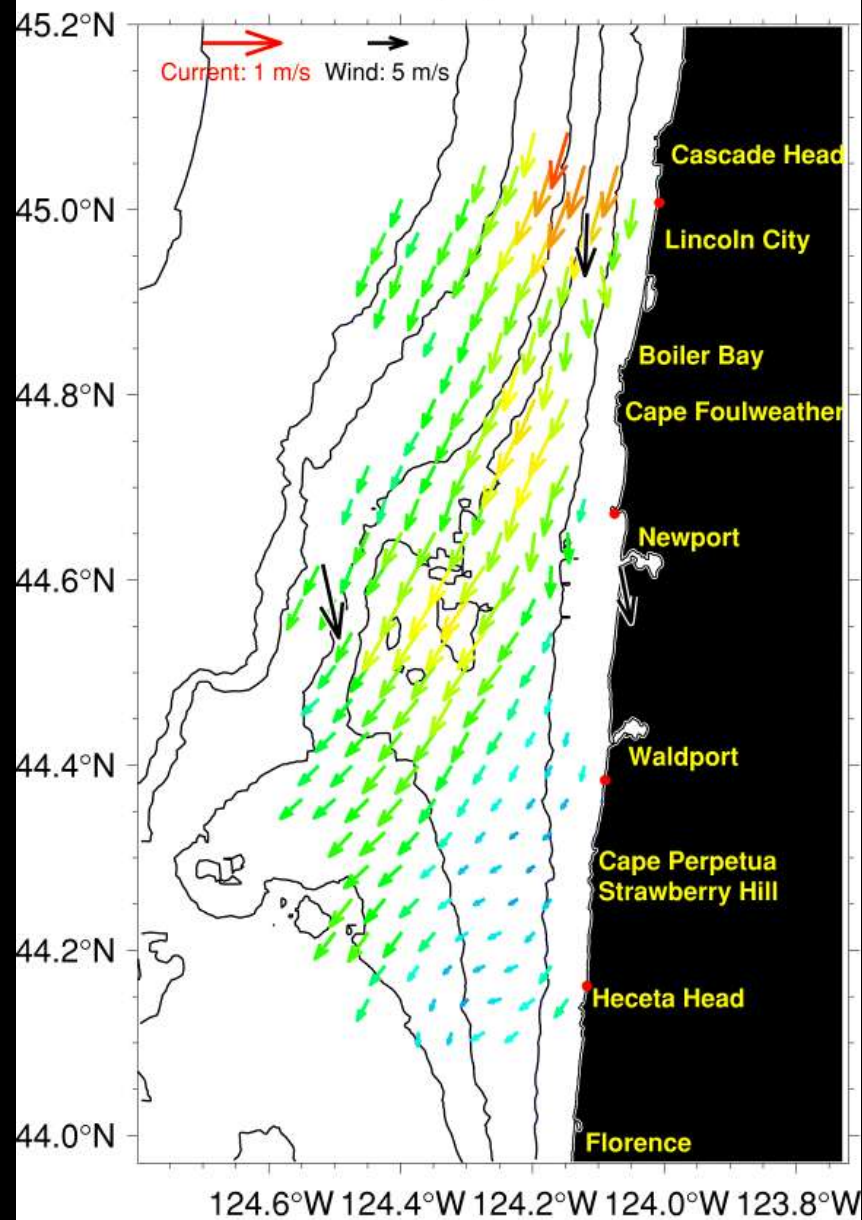 45.2°N
Current: 1 m/s Wind: 5 m/s
Cascade Head
45.0°N
Lincoln City
Boiler Bay
44.8°N
Cape Foulweather
Newport
44.6°N
Waldport
44.4°N
Cape Perpetua
Strawberry Hill
44.2°N
Heceta Head
44.0°N
Florence
124.6°W 124.4°W 124.2°W 124.0°W 123.8°W